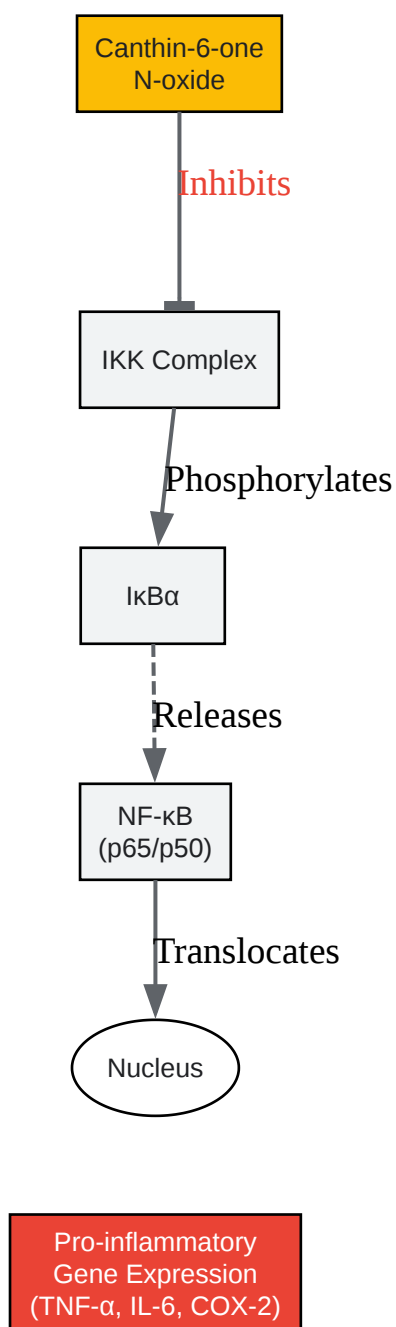 Canthin-6-one
N-oxide
Inhibits
IKK Complex
Phosphorylates
IκBα
Releases
NF-κB
(p65/p50)
Translocates
Nucleus
Pro-inflammatory
Gene Expression
(TNF-α, IL-6, COX-2)